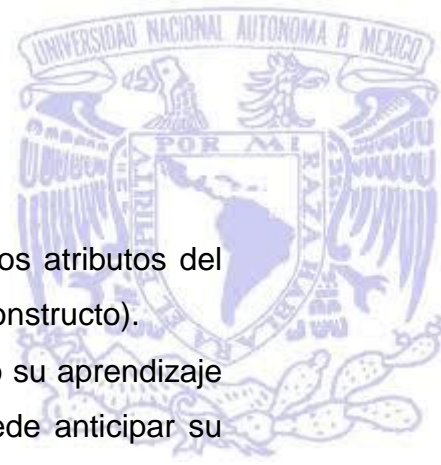 UNIVERSIDAD NACIONAL AUTONOMA D MEXICO
POR MI
RAZA HABLARA EL ESPIRITU
os atributos del
onstructo).
o su aprendizaje
ede anticipar su